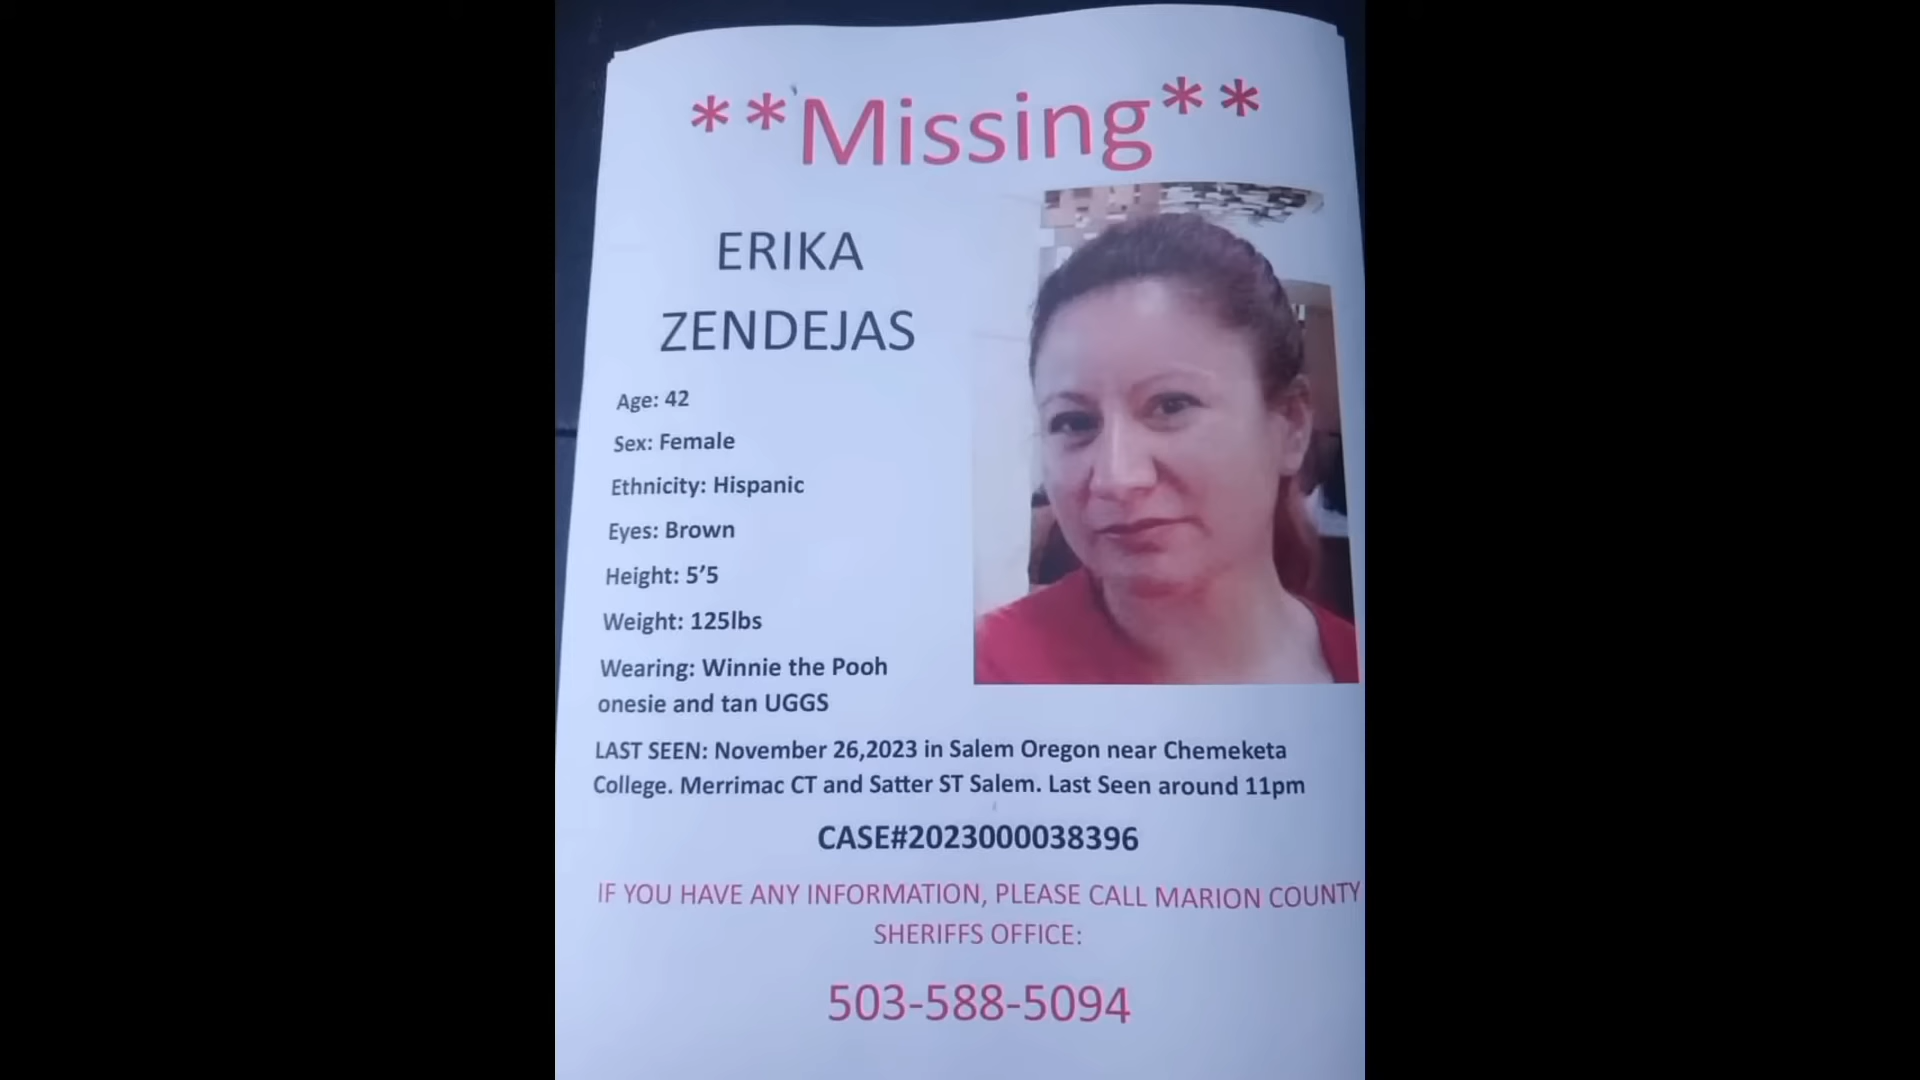 **Missing**
ERIKA
ZENDEJAS
Age: 42
Sex: Female
Ethnicity: Hispanic
Eyes: Brown
Height: 5’5
Weight: 125lbs
Wearing: Winnie the Pooh
onesie and tan UGGS
LAST SEEN: November 26,2023 in Salem Oregon near Chemeketa
College. Merrimac CT and Satter ST Salem. Last Seen around 11pm
CASE#2023000038396
IF YOU HAVE ANY INFORMATION, PLEASE CALL MARION COUNTY
SHERIFFS OFFICE:
503-588-5094